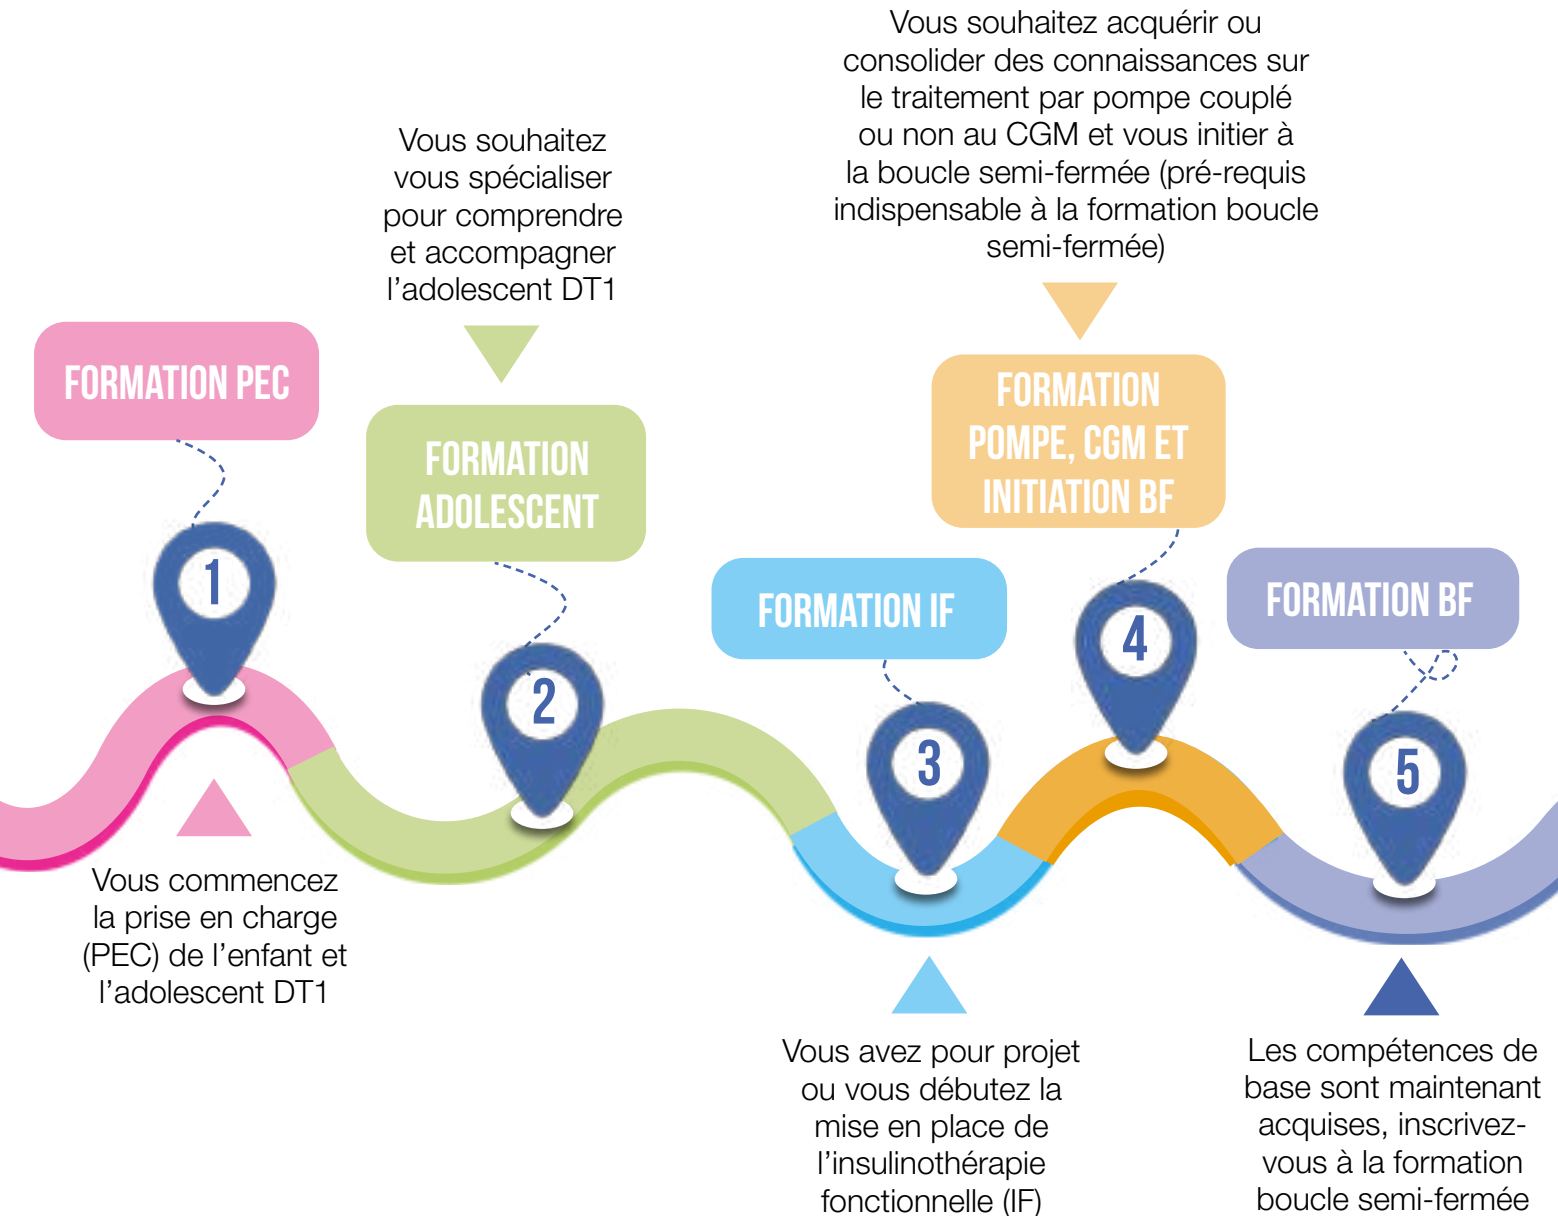 Vous souhaitez acquérir ou
consolider des connaissances sur
le traitement par pompe couplé
ou non au CGM et vous initier à
la boucle semi-fermée (pré-requis
indispensable à la formation boucle
semi-fermée)
Vous souhaitez
vous spécialiser
pour comprendre
et accompagner
l'adolescent DT1
FORMATION PEC
FORMATION
ADOLESCENT
FORMATION
POMPE, CGM ET
INITIATION BF
FORMATION IF
FORMATION BF
1
2
3
4
5
Vous commencez
la prise en charge
(PEC) de l'enfant et
l'adolescent DT1
Vous avez pour projet
ou vous débutez la
mise en place de
l'insulinothérapie
fonctionnelle (IF)
Les compétences de
base sont maintenant
acquises, inscrivez-
vous à la formation
boucle semi-fermée